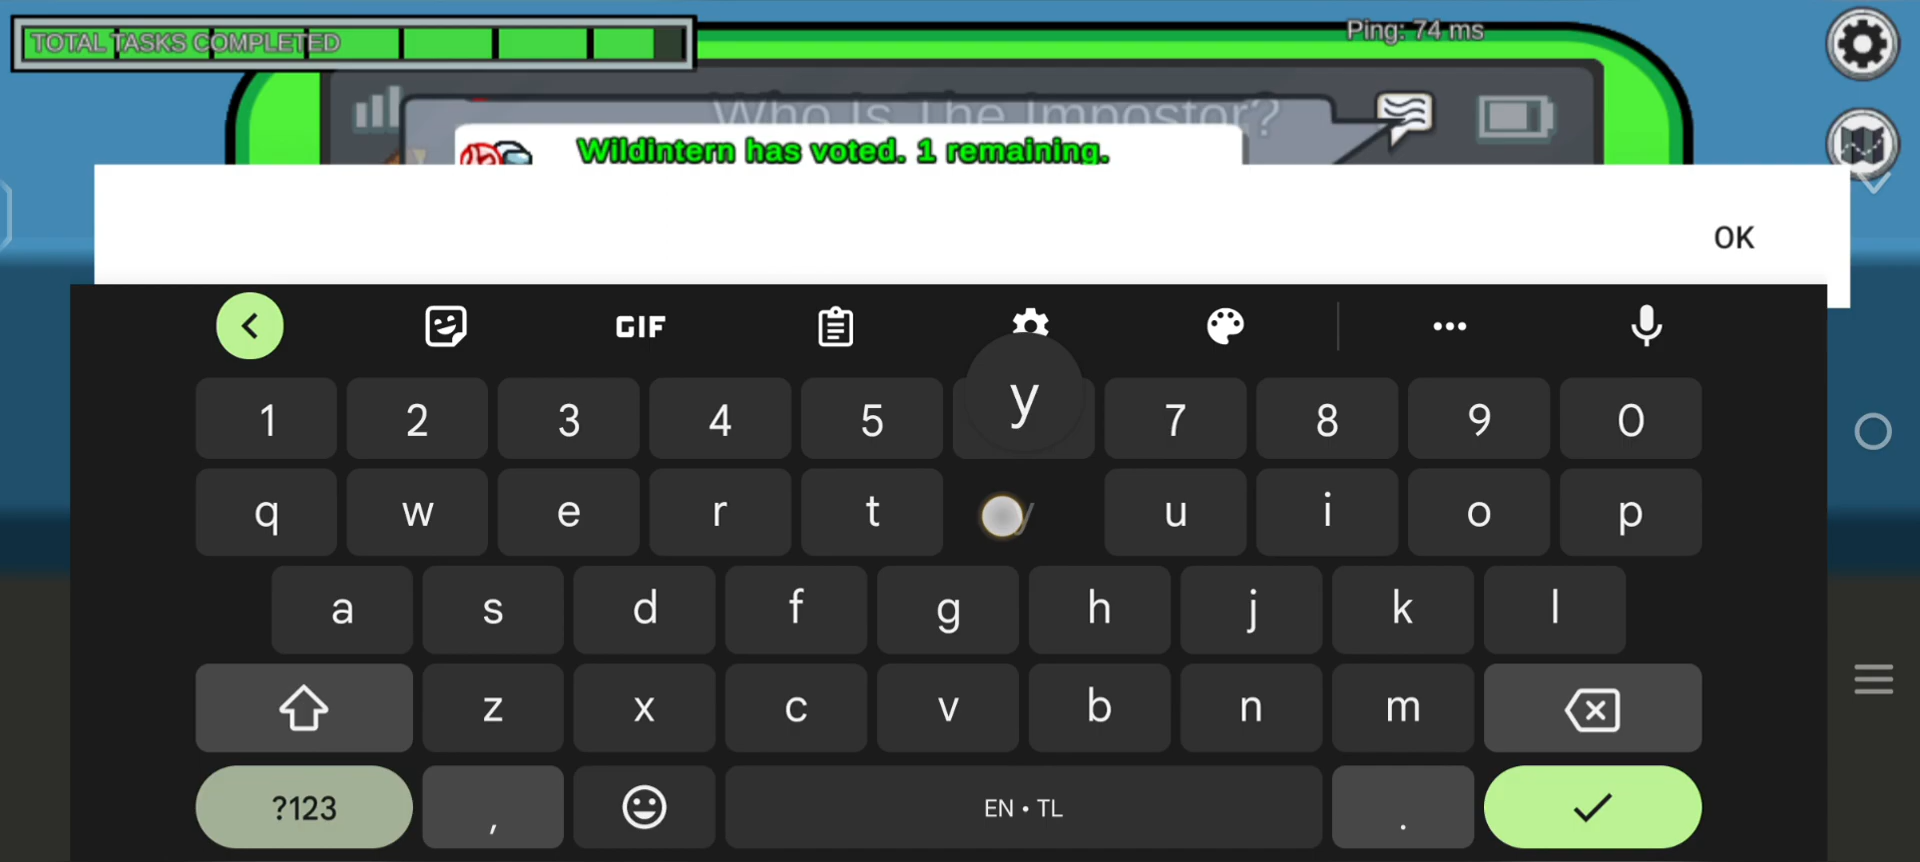 TOTAL TASKS COMPLETED
Ping: 74 ms
Who Is The Impostor?
Wildintern has voted. 1 remaining.
OK
GIF
y
1 2 3 4 5 7 8 9 0
q w e r t y u i o p
a s d f g h j k l
z x c v b n m
?123 , EN • TL .